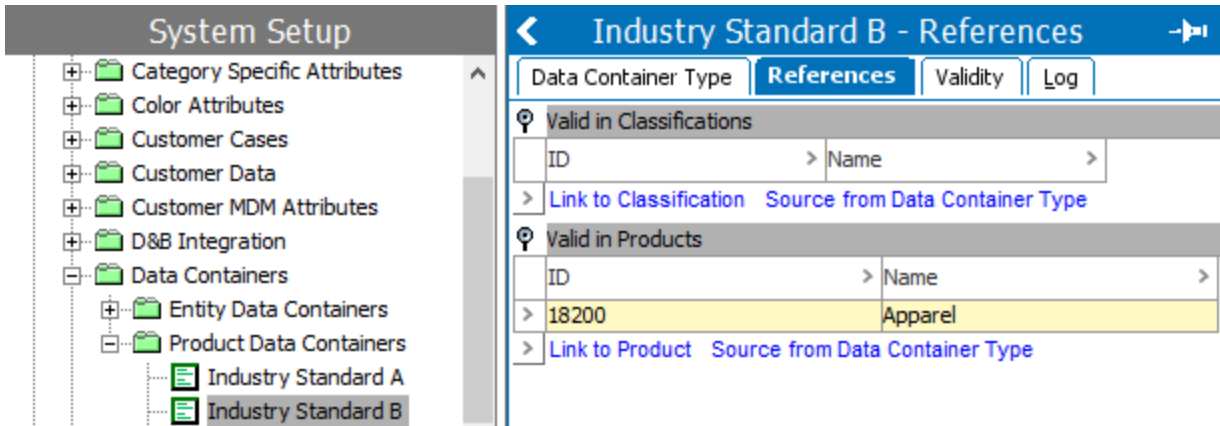 System Setup
Category Specific Attributes
Color Attributes
Customer Cases
Customer Data
Customer MDM Attributes
D&B Integration
Data Containers
Entity Data Containers
Product Data Containers
Industry Standard A
Industry Standard B
Industry Standard B - References
Data Container Type References Validity Log
Valid in Classifications
ID > Name >
> Link to Classification Source from Data Container Type
Valid in Products
ID > Name >
> 18200 Apparel
> Link to Product Source from Data Container Type